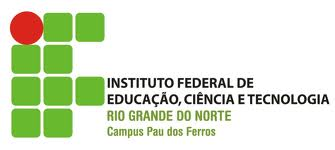 INSTITUTO FEDERAL DE
EDUCAÇÃO, CIÊNCIA E TECNOLOGIA
RIO GRANDE DO NORTE
Campus Pau dos Ferros